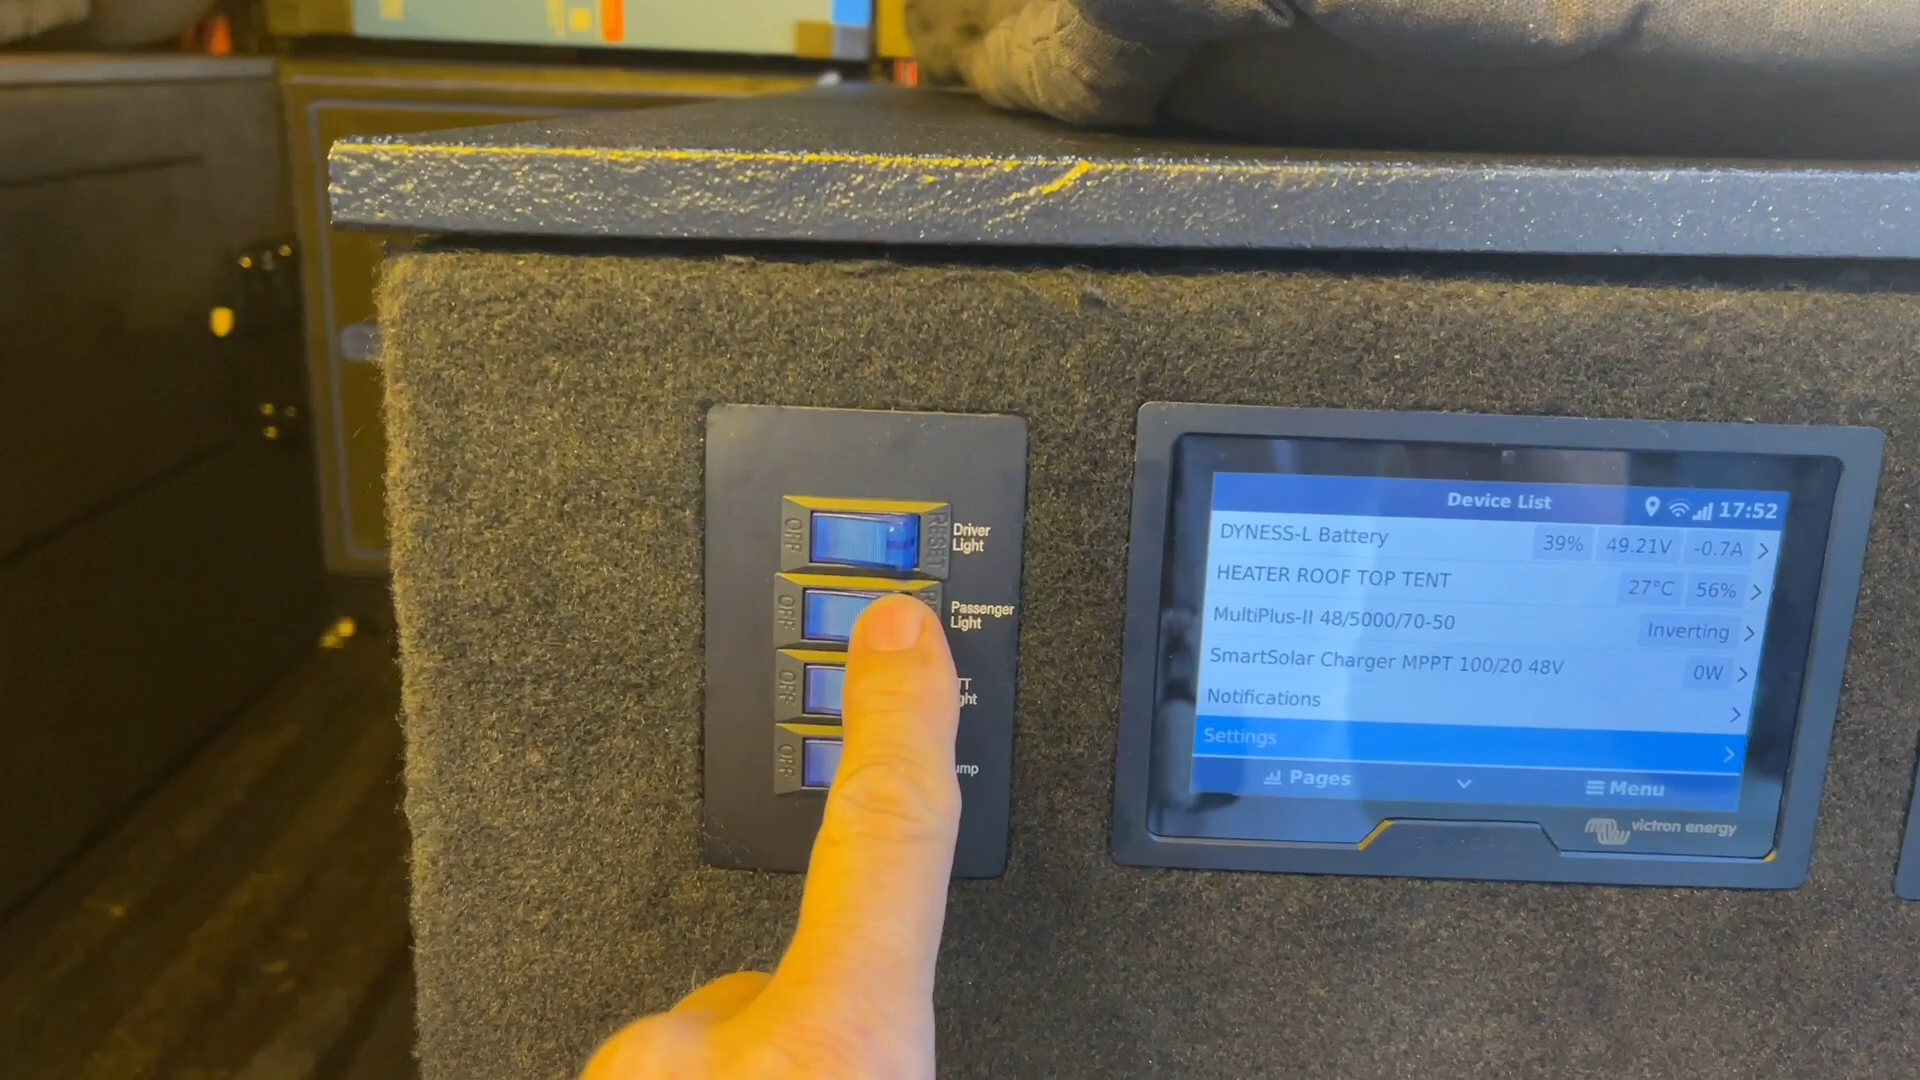 OFF
RESET
Driver
Light
OFF
Passenger
Light
OFF
OFF
Device List
17:52
DYNESS-L Battery 39% 49.21V -0.7A
HEATER ROOF TOP TENT 27°C 56%
MultiPlus-II 48/5000/70-50 Inverting
SmartSolar Charger MPPT 100/20 48V 0W
Notifications
Settings
Pages Menu
victron energy